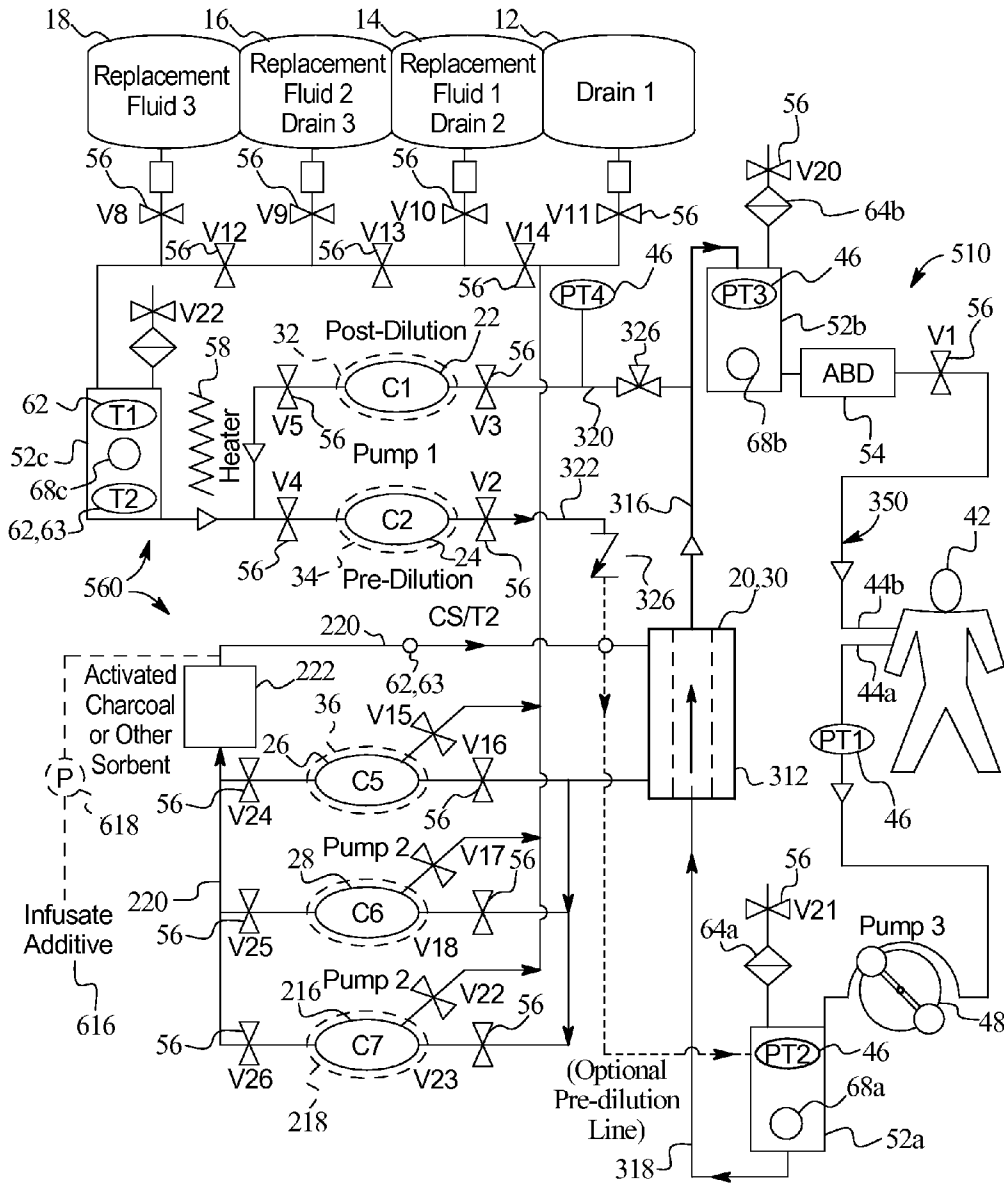 18
16
14
12
Replacement
Fluid 3
Replacement
Fluid 2
Drain 3
Replacement
Fluid 1
Drain 2
Drain 1
56
V8
56
V9
56
V10
V11
56
56
V20
64b
56
V12
56
V13
V14
56
46
PT4
PT3
46
510
52b
V22
58
32
Post-Dilution
22
56
326
56
V1
ABD
54
62
T1
C1
V5
56
V3
320
68b
52c
68c
Heater
Pump 1
T2
62,63
V4
V2
322
316
350
42
C2
56
34
24
56
Pre-Dilution
326
560
CS/T2
20,30
44b
44a
220
62,63
Activated
Charcoal
or Other
Sorbent
222
36
V15
26
V16
C5
PT1
312
46
P
618
56
V24
56
Pump 2
V17
56
28
220
Infusate
Additive
C6
56
V25
V18
56
V21
64a
Pump 3
616
216
Pump 2
V22
56
48
56
C7
V26
V23
PT2
46
218
(Optional
Pre-dilution
Line)
68a
52a
318